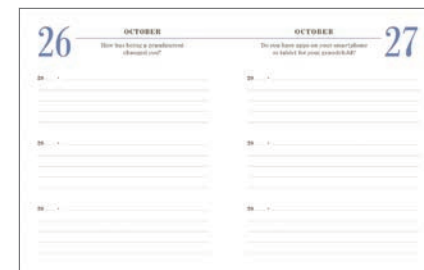 26
OCTOBER
How has being a grandparent
changed you?
20
20
20
OCTOBER
27
Do you have apps on your smartphone
or tablet for your grandchild?
20
20
20